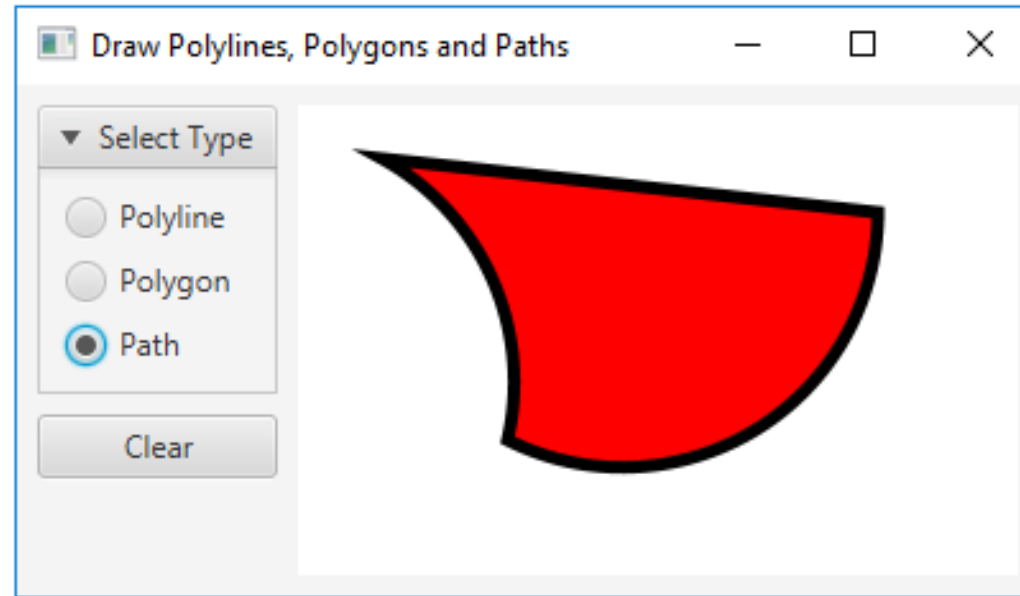 Draw Polylines, Polygons and Paths
Select Type
Polyline
Polygon
Path
Clear